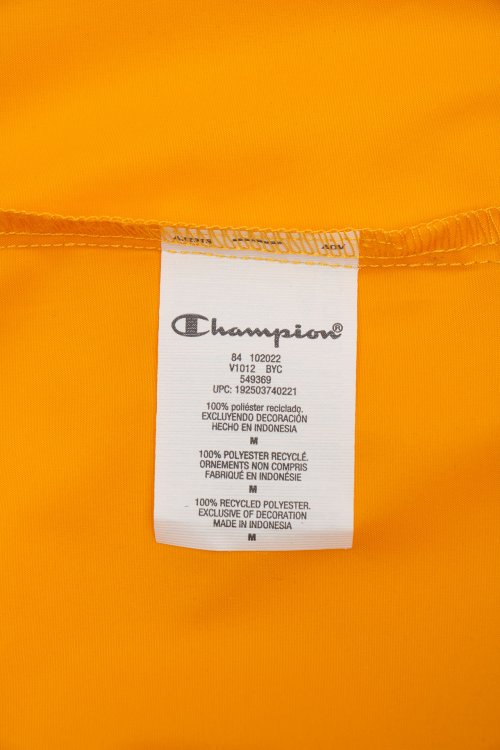 Champion®
84 102022
V1012 BYC
549369
UPC: 192503740221
100% poliéster reciclado.
EXCLUYENDO DECORACIÓN
HECHO EN INDONESIA
M
100% POLYESTER RECYCLÉ.
ORNEMENTS NON COMPRIS
FABRIQUÉ EN INDONÉSIE
M
100% RECYCLED POLYESTER.
EXCLUSIVE OF DECORATION
MADE IN INDONESIA
M